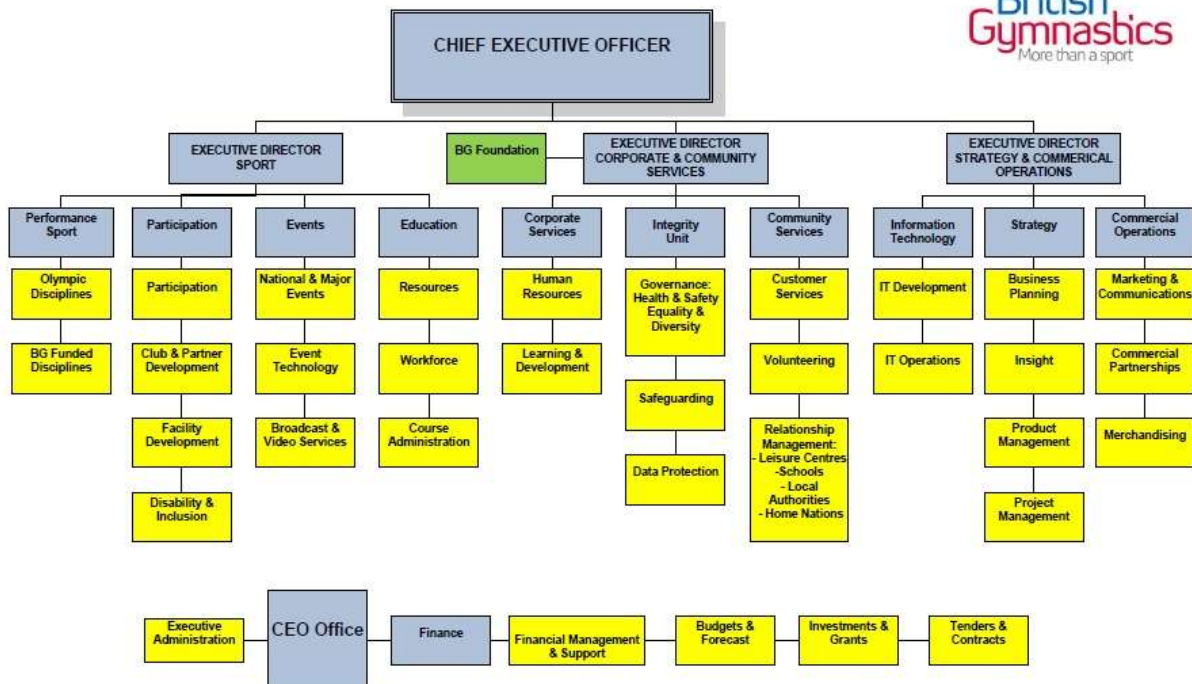 British
Gymnastics
More than a sport
CHIEF EXECUTIVE OFFICER
EXECUTIVE DIRECTOR
SPORT
BG Foundation
EXECUTIVE DIRECTOR
CORPORATE & COMMUNITY
SERVICES
EXECUTIVE DIRECTOR
STRATEGY & COMMERICAL
OPERATIONS
Performance
Sport
Participation
Events
Education
Corporate
Services
Integrity
Unit
Community
Services
Information
Technology
Strategy
Commercial
Operations
Olympic
Disciplines
Participation
National & Major
Events
Resources
Human
Resources
Governance:
Health & Safety
Equality &
Diversity
Customer
Services
IT Development
Business
Planning
Marketing &
Communications
BG Funded
Disciplines
Club & Partner
Development
Event
Technology
Workforce
Learning &
Development
Volunteering
IT Operations
Insight
Commercial
Partnerships
Safeguarding
Facility
Development
Broadcast &
Video Services
Course
Administration
Relationship
Management:
- Leisure Centres
-Schools
- Local
Authorities
- Home Nations
Product
Management
Merchandising
Data Protection
Disability &
Inclusion
Project
Management
Executive
Administration
CEO Office
Finance
Financial Management
& Support
Budgets &
Forecast
Investments &
Grants
Tenders &
Contracts